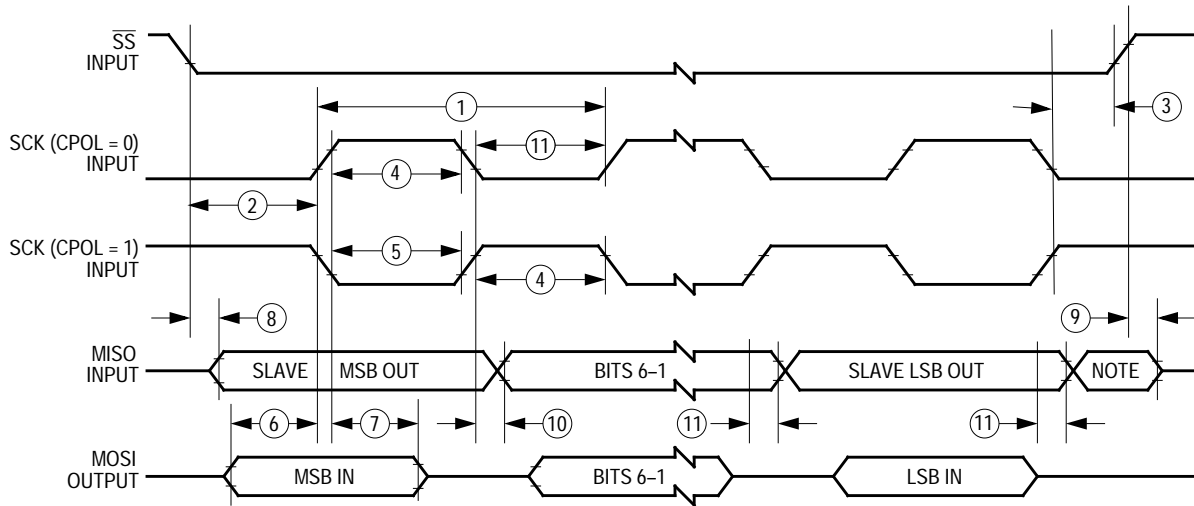 SS
INPUT
1
3
SCK (CPOL = 0)
INPUT
11
4
2
SCK (CPOL = 1)
INPUT
5
4
8
9
MISO
INPUT
SLAVE MSB OUT
BITS 6–1
SLAVE LSB OUT
NOTE
6
7
10
11
11
MOSI
OUTPUT
MSB IN
BITS 6–1
LSB IN